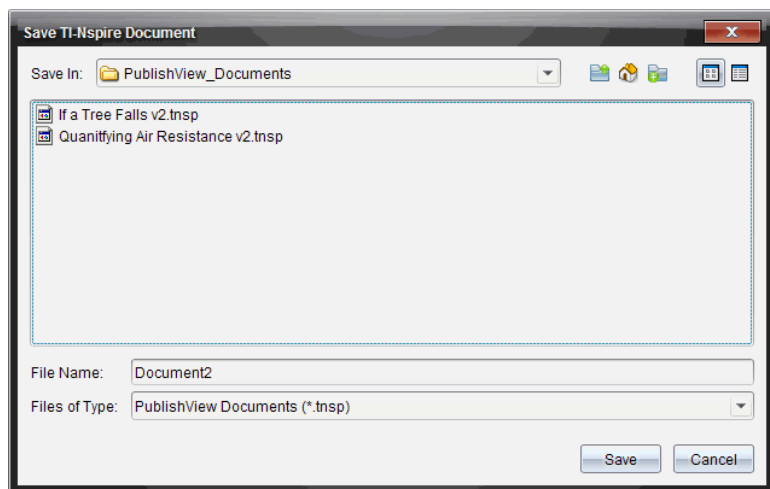 Save TI-Nspire Document
Save In: PublishView_Documents
If a Tree Falls v2.tnsp
Quanitfying Air Resistance v2.tnsp
File Name: Document2
Files of Type: PublishView Documents (*.tnsp)
Save Cancel